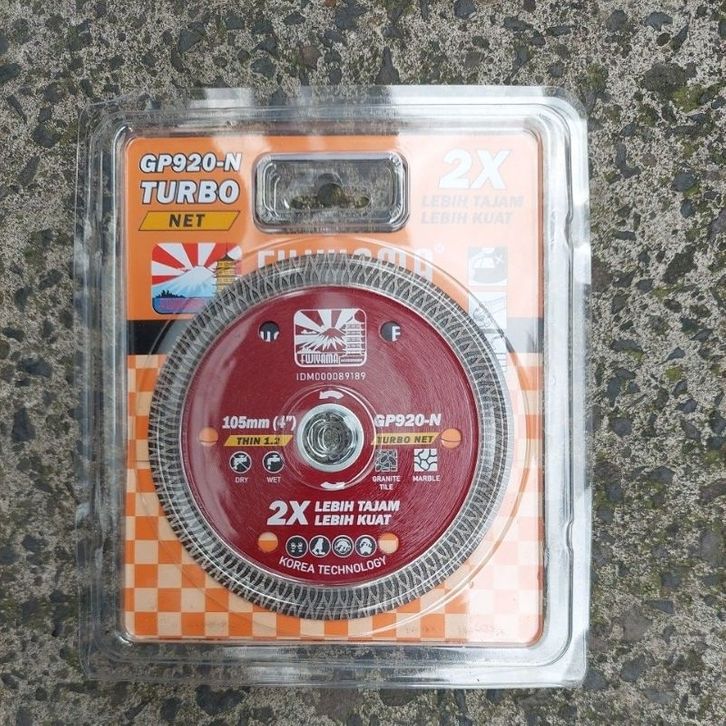 GP920-N
TURBO
NET
2X
LEBIH TAJAM
LEBIH KUAT
FUJIYAMA
IDM000089189
105mm (4")
THIN 1.2
GP920-N
TURBO NET
DRY
WET
GRANITE
TILE
MARBLE
2X
LEBIH TAJAM
LEBIH KUAT
KOREA TECHNOLOGY